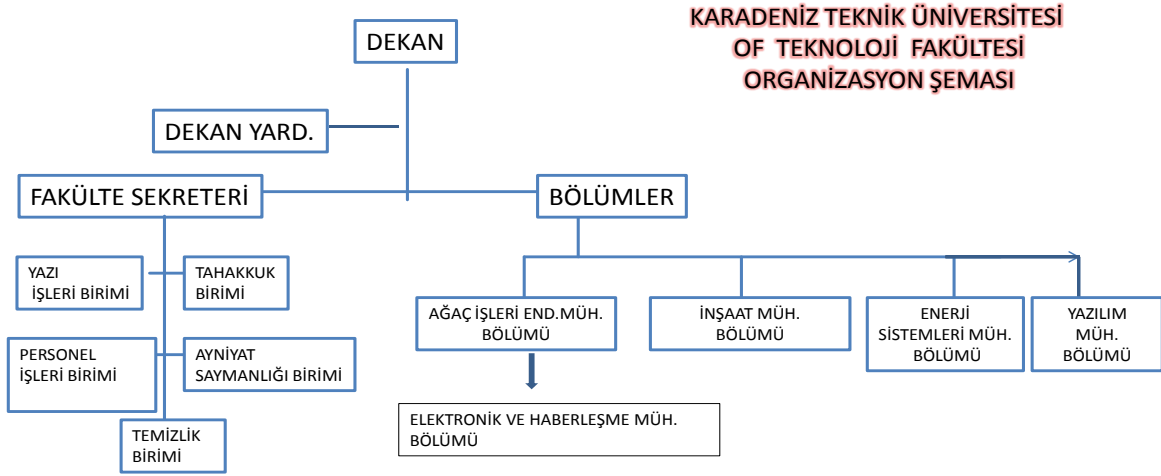 KARADENİZ TEKNİK ÜNİVERSİTESİ
OF TEKNOLOJİ FAKÜLTESİ
ORGANİZASYON ŞEMASI
DEKAN
DEKAN YARD.
FAKÜLTE SEKRETERİ
BÖLÜMLER
YAZI
İŞLERİ BİRİMİ
TAHAKKUK
BİRİMİ
PERSONEL
İŞLERİ BİRİMİ
AYNİYAT
SAYMANLIĞI BİRİMİ
TEMİZLİK
BİRİMİ
AĞAÇ İŞLERİ END.MÜH.
BÖLÜMÜ
İNŞAAT MÜH.
BÖLÜMÜ
ENERJİ
SİSTEMLERİ MÜH.
BÖLÜMÜ
YAZILIM
MÜH.
BÖLÜMÜ
ELEKTRONİK VE HABERLEŞME MÜH.
BÖLÜMÜ